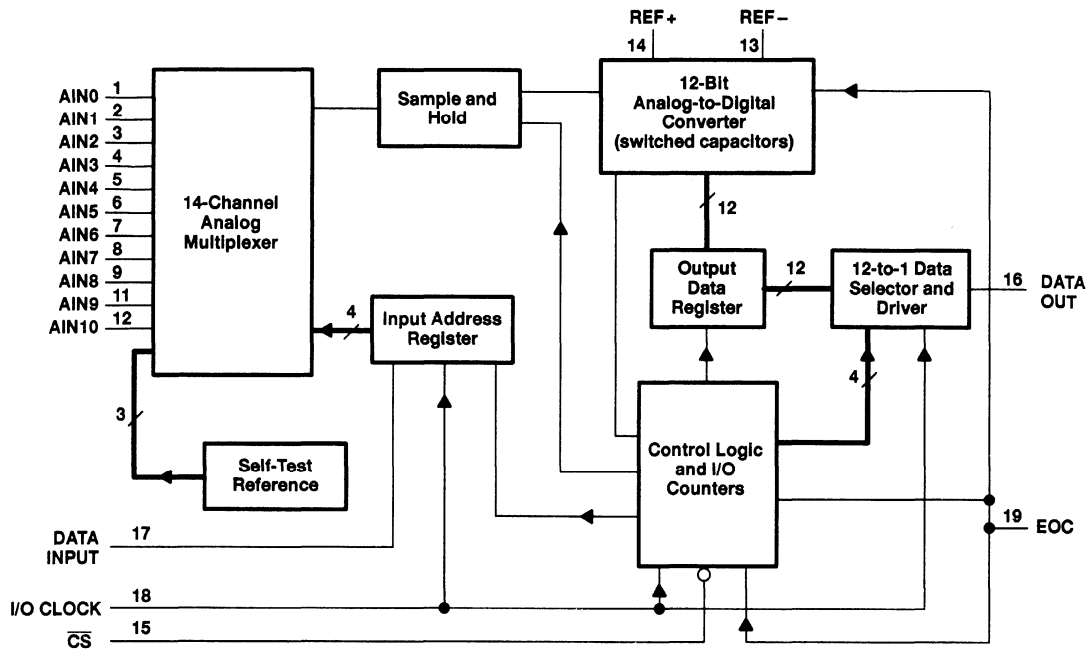 REF+
REF−
14
13
AIN0 1
AIN1 2
AIN2 3
AIN3 4
AIN4 5
AIN5 6
AIN6 7
AIN7 8
AIN8 9
AIN9 11
AIN10 12
14-Channel
Analog
Multiplexer
Sample and
Hold
12-Bit
Analog-to-Digital
Converter
(switched capacitors)
12
4
Input Address
Register
Output
Data
Register
12
12-to-1 Data
Selector and
Driver
16
DATA
OUT
4
3
Self-Test
Reference
Control Logic
and I/O
Counters
19
EOC
DATA
INPUT
17
I/O CLOCK
18
C̅S̅
15